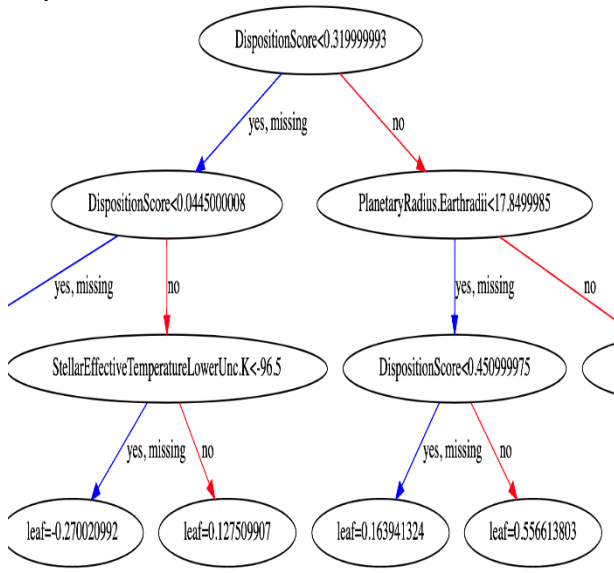 DispositionScore<0.319999993
yes, missing
no
DispositionScore<0.0445000008
PlanetaryRadius.Earthradii<17.8499985
yes, missing
no
yes, missing
no
StellarEffectiveTemperatureLowerUnc.K<-96.5
DispositionScore<0.450999975
yes, missing
no
yes, missing
no
leaf=-0.270020992
leaf=0.127509907
leaf=0.163941324
leaf=0.556613803